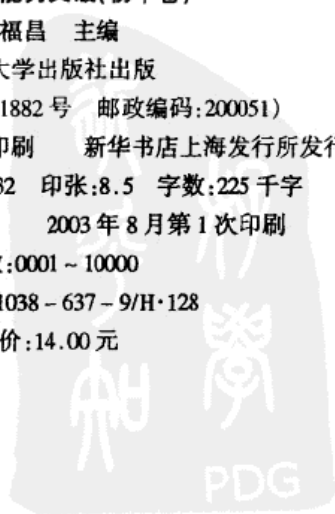 福昌 主编
大学出版社出版
1882号 邮政编码:200051)
印刷 新华书店上海发行所发行
32 印张:8.5 字数:225千字
2003年8月第1次印刷
:0001~10000
1038-637-9/H·128
价:14.00元
PDG